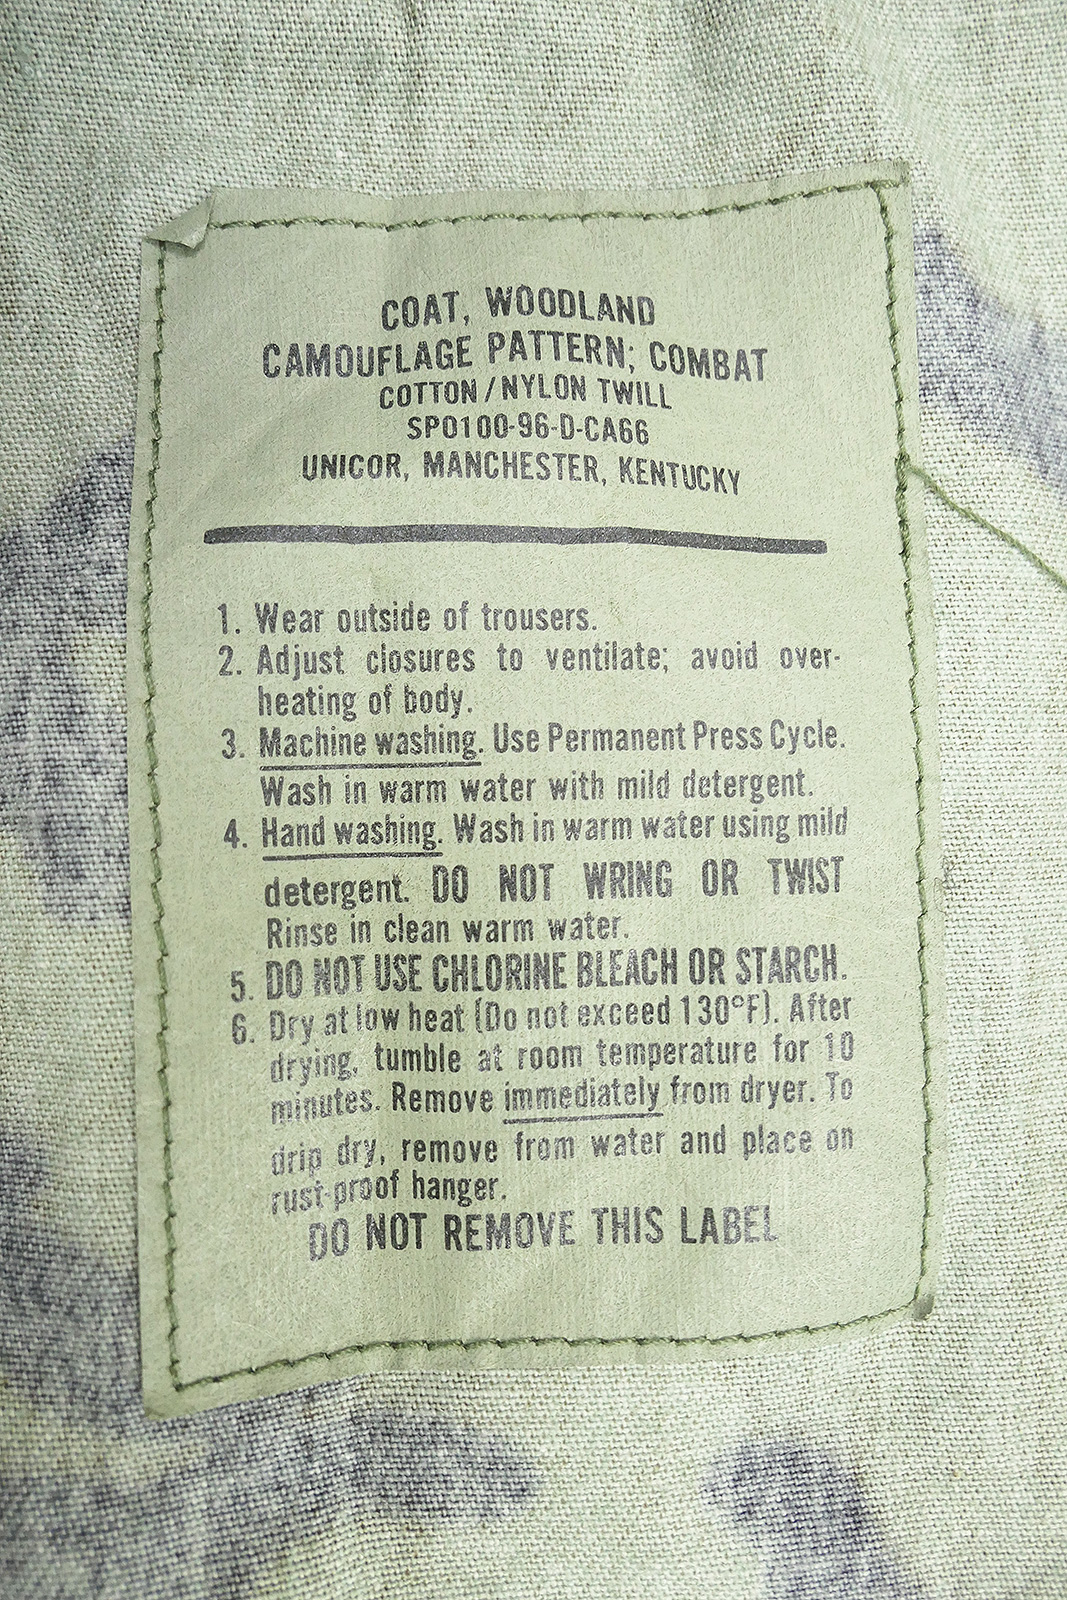 COAT, WOODLAND
CAMOUFLAGE PATTERN; COMBAT
COTTON/NYLON TWILL
SPO100-96-D-CA66
UNICOR, MANCHESTER, KENTUCKY
1. Wear outside of trousers.
2. Adjust closures to ventilate; avoid over-
heating of body.
3. Machine washing. Use Permanent Press Cycle.
Wash in warm water with mild detergent.
4. Hand washing. Wash in warm water using mild
detergent. DO NOT WRING OR TWIST
Rinse in clean warm water.
5. DO NOT USE CHLORINE BLEACH OR STARCH.
6. Dry at low heat (Do not exceed 130°F). After
drying, tumble at room temperature for 10
minutes. Remove immediately from dryer. To
drip dry, remove from water and place on
rust-proof hanger.
DO NOT REMOVE THIS LABEL